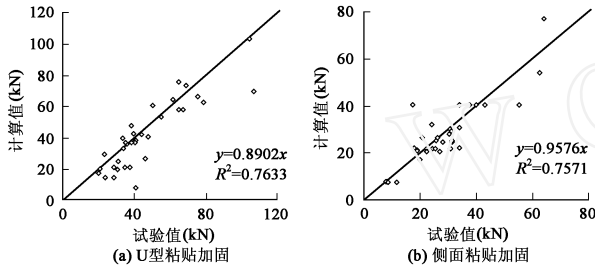 120
100
80
60
40
20
0
计算值(kN)
y=0.8902x
R²=0.7633
0 40 80 120
试验值(kN)
(a) U型粘贴加固
80
60
40
20
0
计算值(kN)
y=0.9576x
R²=0.7571
0 20 40 60 80
试验值(kN)
(b) 侧面粘贴加固